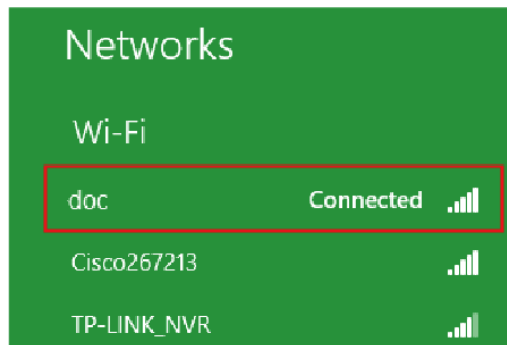 Networks
Wi-Fi
doc Connected
Cisco267213
TP-LINK_NVR